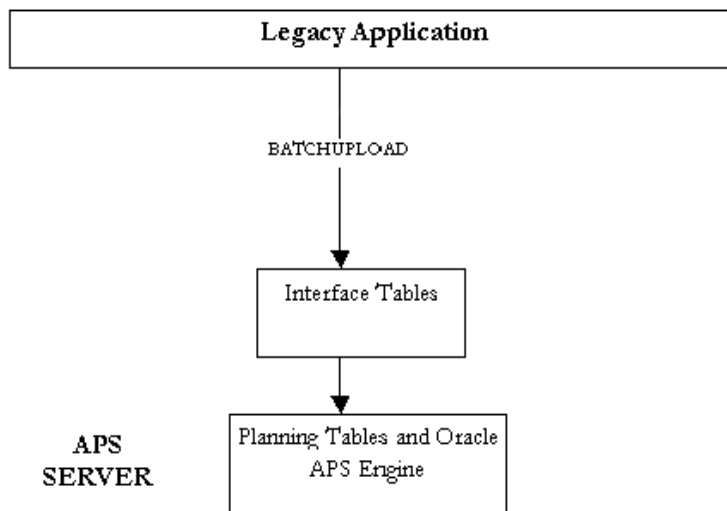 Legacy Application
BATCHUPLOAD
Interface Tables
Planning Tables and Oracle
APS Engine
APS
SERVER